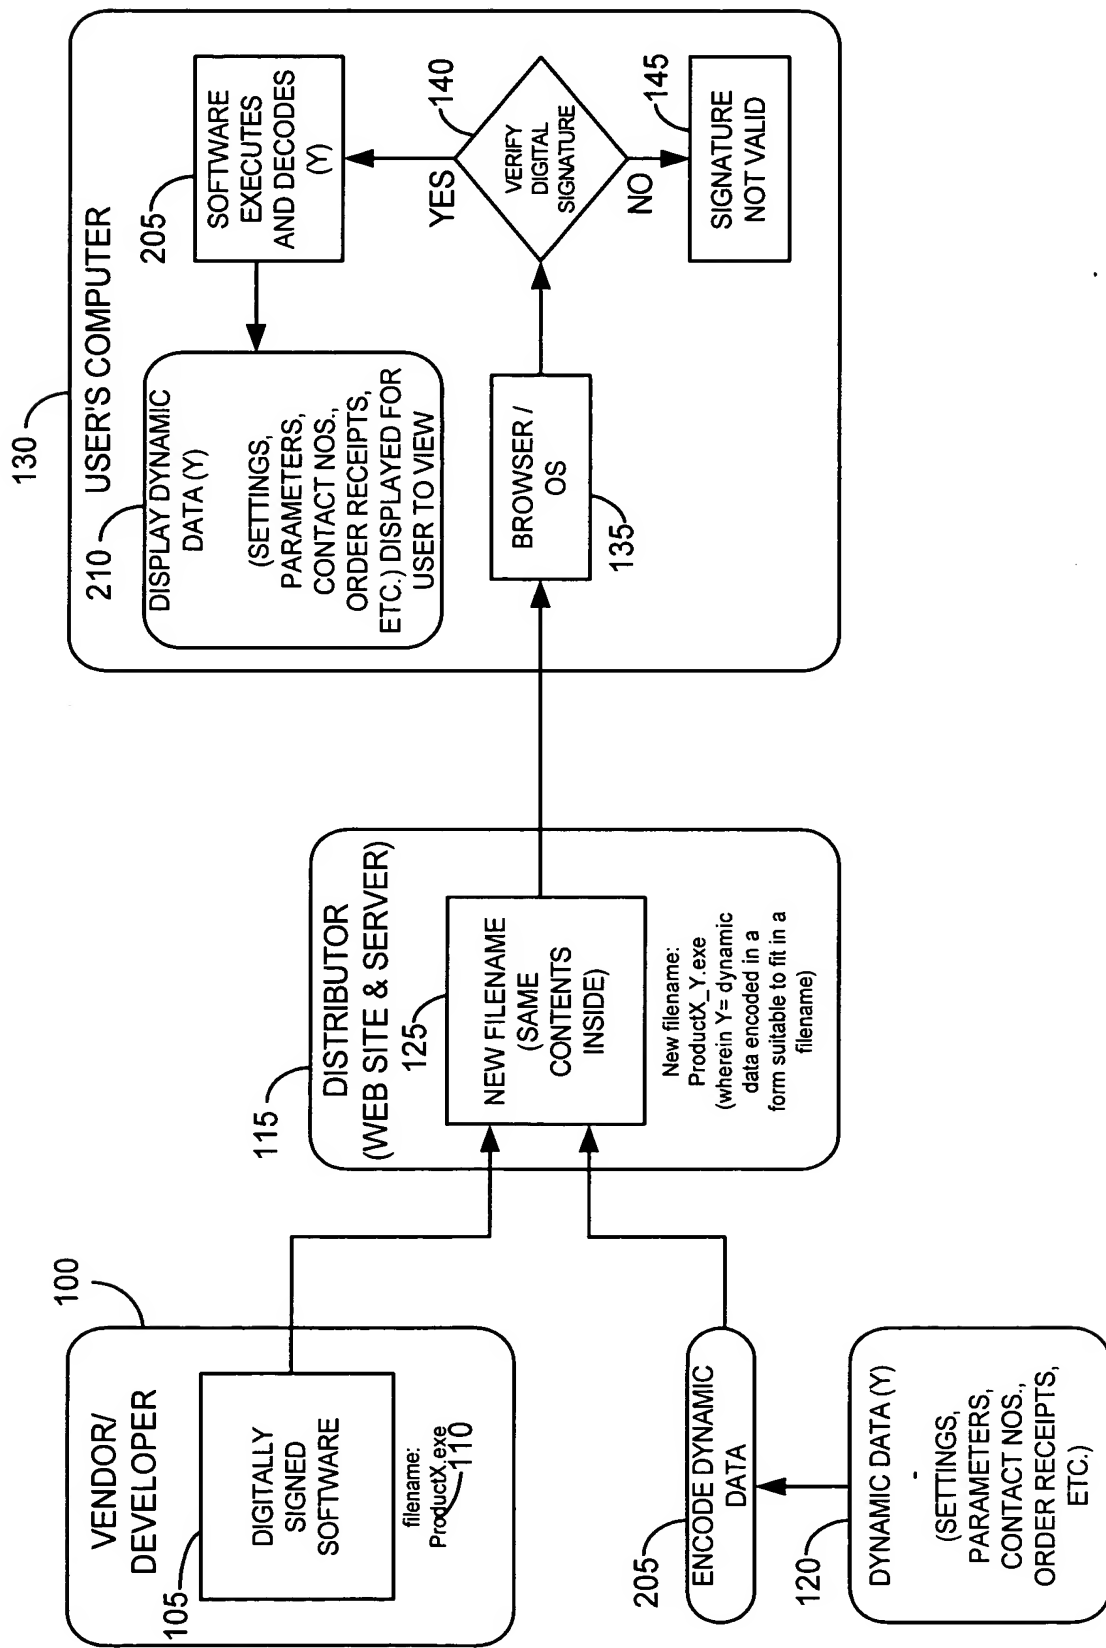 100
VENDOR/
DEVELOPER
105
DIGITALLY
SIGNED
SOFTWARE
filename:
ProductX.exe
110
205
ENCODE DYNAMIC
DATA
120
DYNAMIC DATA (Y)
(SETTINGS,
PARAMETERS,
CONTACT NOS.,
ORDER RECEIPTS,
ETC.)
115
DISTRIBUTOR
(WEB SITE & SERVER)
125
NEW FILENAME
(SAME
CONTENTS
INSIDE)
New filename:
ProductX_Y.exe
(wherein Y= dynamic
data encoded in a
form suitable to fit in a
filename)
130
USER'S COMPUTER
210
DISPLAY DYNAMIC
DATA (Y)
(SETTINGS,
PARAMETERS,
CONTACT NOS.,
ORDER RECEIPTS,
ETC.) DISPLAYED FOR
USER TO VIEW
205
SOFTWARE
EXECUTES
AND DECODES
(Y)
BROWSER /
OS
135
YES
140
VERIFY
DIGITAL
SIGNATURE
NO
145
SIGNATURE
NOT VALID